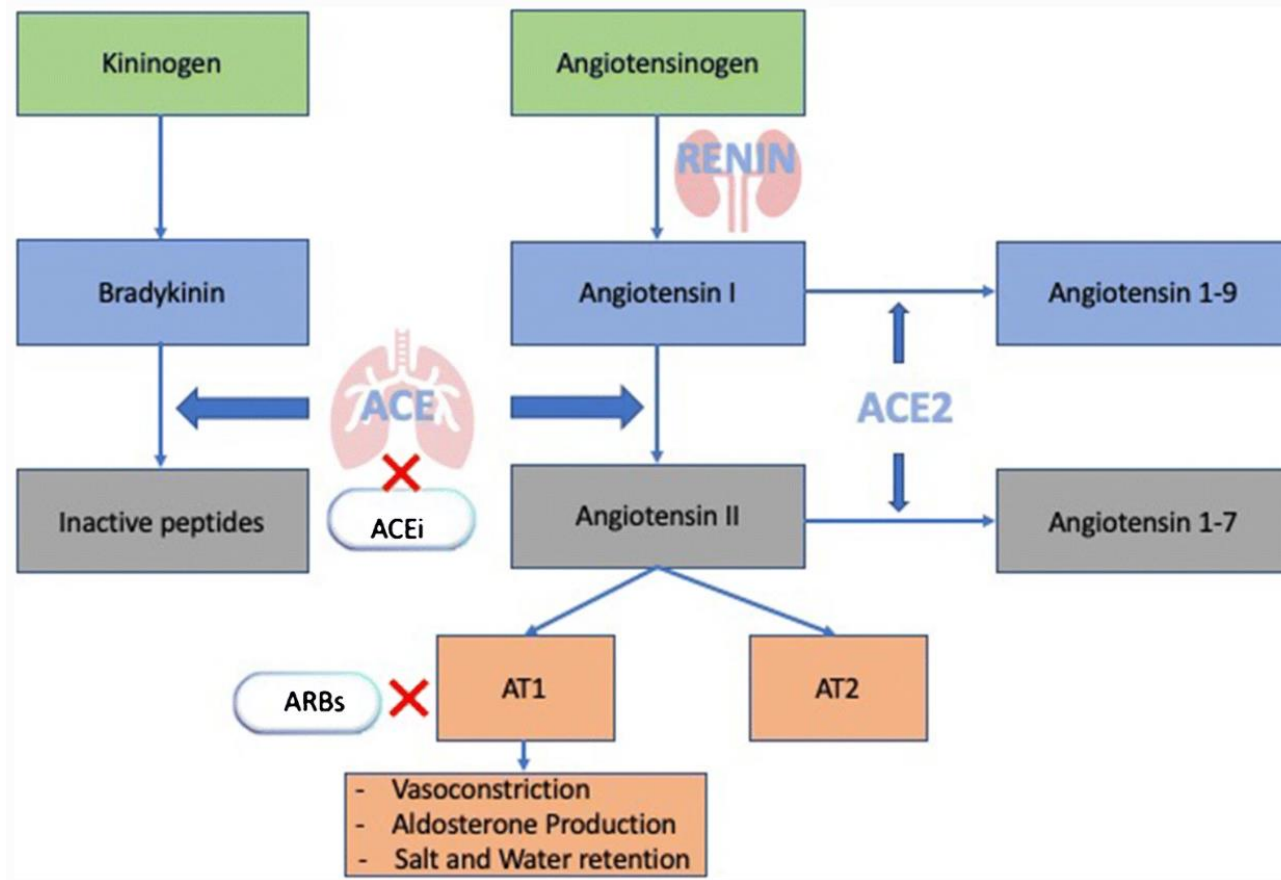 Kininogen
Angiotensinogen
RENIN
Bradykinin
Angiotensin I
Angiotensin 1-9
ACE
ACE2
Inactive peptides
ACEi
Angiotensin II
Angiotensin 1-7
ARBs
AT1
AT2
- Vasoconstriction
- Aldosterone Production
- Salt and Water retention